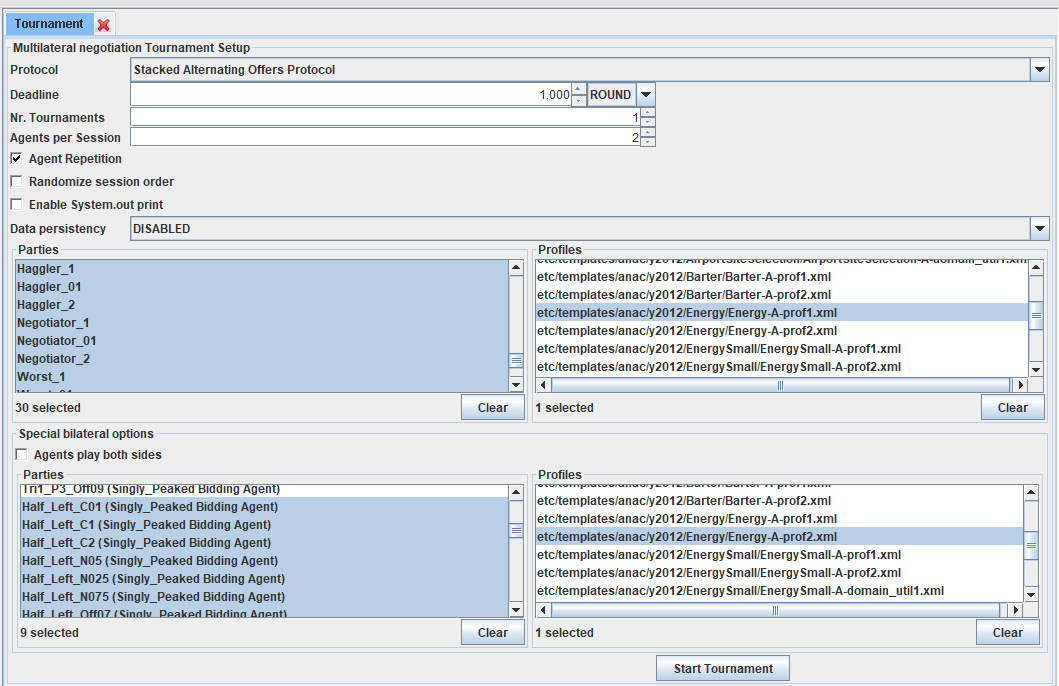 Tournament
Multilateral negotiation Tournament Setup
Protocol Stacked Alternating Offers Protocol
Deadline 1,000 ROUND
Nr. Tournaments 1
Agents per Session 2
Agent Repetition
Randomize session order
Enable System.out print
Data persistency DISABLED
Parties
Haggler_1
Haggler_01
Haggler_2
Negotiator_1
Negotiator_01
Negotiator_2
Worst_1
30 selected
Clear
Profiles
etc/templates/anac/y2012/AirportSiteSelection/AirportSiteSelection-A-domain_util1.xml
etc/templates/anac/y2012/Barter/Barter-A-prof1.xml
etc/templates/anac/y2012/Barter/Barter-A-prof2.xml
etc/templates/anac/y2012/Energy/Energy-A-prof1.xml
etc/templates/anac/y2012/Energy/Energy-A-prof2.xml
etc/templates/anac/y2012/EnergySmall/EnergySmall-A-prof1.xml
etc/templates/anac/y2012/EnergySmall/EnergySmall-A-prof2.xml
1 selected
Clear
Special bilateral options
Agents play both sides
Parties
Tri1_P3_Off09 (Singly_Peaked Bidding Agent)
Half_Left_C01 (Singly_Peaked Bidding Agent)
Half_Left_C1 (Singly_Peaked Bidding Agent)
Half_Left_C2 (Singly_Peaked Bidding Agent)
Half_Left_N05 (Singly_Peaked Bidding Agent)
Half_Left_N025 (Singly_Peaked Bidding Agent)
Half_Left_N075 (Singly_Peaked Bidding Agent)
Half_Left_Off07 (Singly_Peaked Bidding Agent)
9 selected
Clear
Profiles
etc/templates/anac/y2012/Barter/Barter-A-prof2.xml
etc/templates/anac/y2012/Energy/Energy-A-prof1.xml
etc/templates/anac/y2012/Energy/Energy-A-prof2.xml
etc/templates/anac/y2012/EnergySmall/EnergySmall-A-prof1.xml
etc/templates/anac/y2012/EnergySmall/EnergySmall-A-prof2.xml
etc/templates/anac/y2012/EnergySmall/EnergySmall-A-domain_util1.xml
1 selected
Clear
Start Tournament